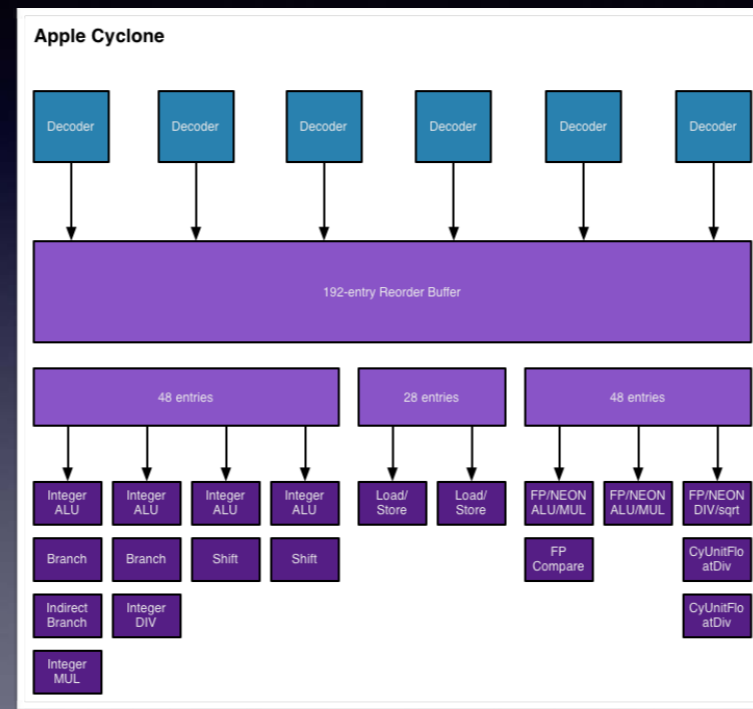 Apple Cyclone
Decoder
Decoder
Decoder
Decoder
Decoder
Decoder
192-entry Reorder Buffer
48 entries
28 entries
48 entries
Integer
ALU
Integer
ALU
Integer
ALU
Integer
ALU
Load/
Store
Load/
Store
FP/NEON
ALU/MUL
FP/NEON
ALU/MUL
FP/NEON
DIV/sqrt
Branch
Branch
Shift
Shift
FP
Compare
CyUnitFlo
atDiv
Indirect
Branch
Integer
DIV
CyUnitFlo
atDiv
Integer
MUL